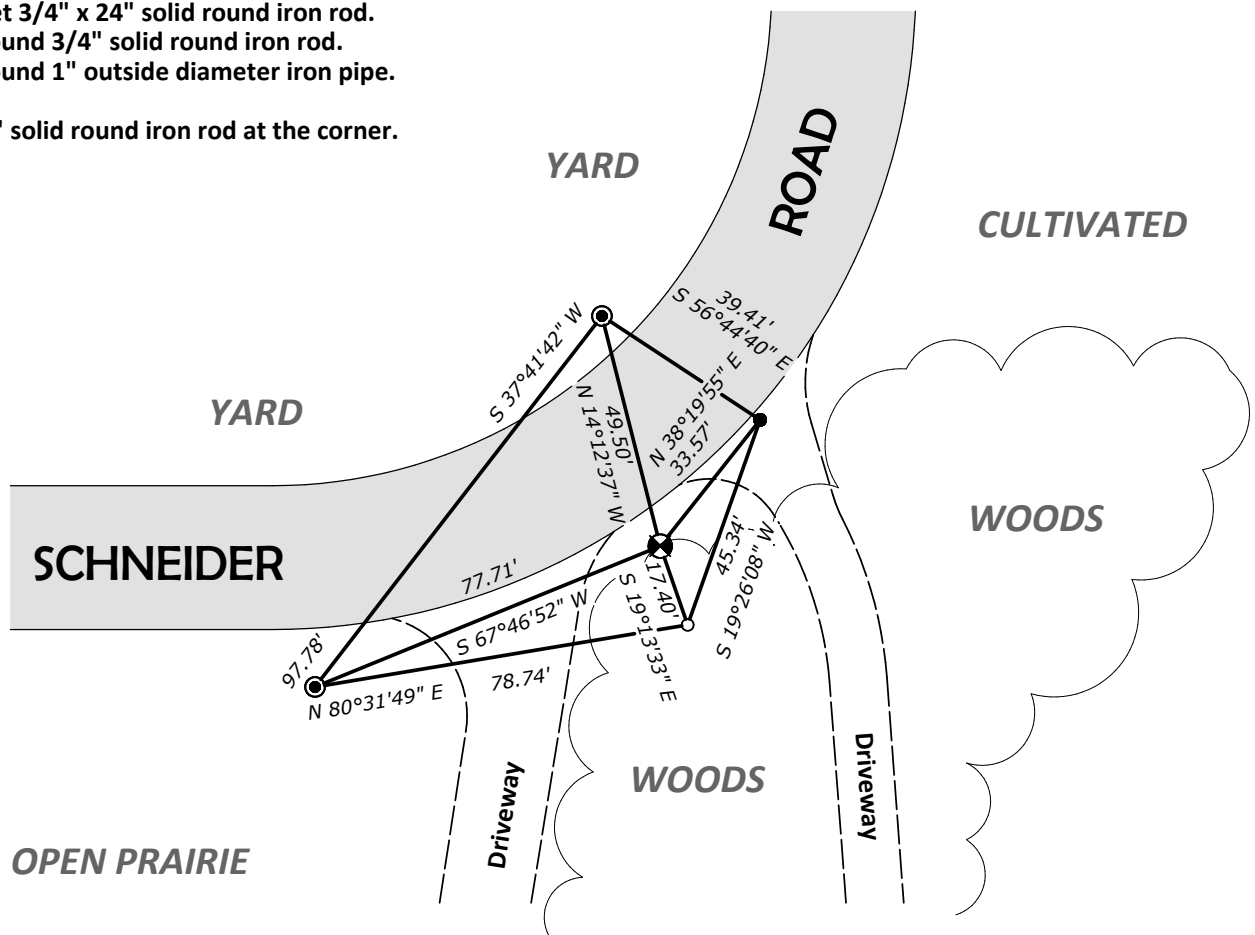 3/4" x 24" solid round iron rod.
3/4" solid round iron rod.
1" outside diameter iron pipe.
solid round iron rod at the corner.
YARD
ROAD
CULTIVATED
39.41'
S 56°44'40" E
S 37°41'42" W
N 38°19'55" E
33.57'
49.50'
N 14°12'37" W
YARD
WOODS
SCHNEIDER
77.71'
S 67°46'52" W
17.40'
S 19°13'33" E
45.34'
S 19°26'08" W
97.78'
N 80°31'49" E
78.74'
Driveway
WOODS
Driveway
OPEN PRAIRIE